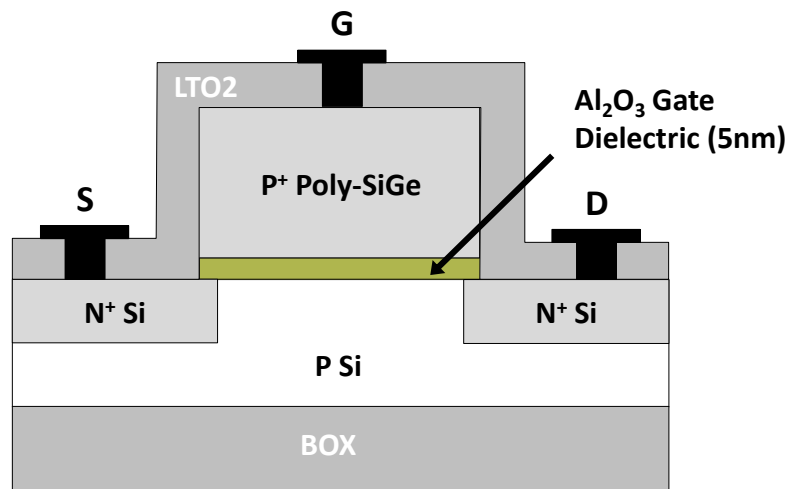 G
LTO2
Al₂O₃ Gate
Dielectric (5nm)
P⁺ Poly-SiGe
S
D
N⁺ Si
N⁺ Si
P Si
BOX